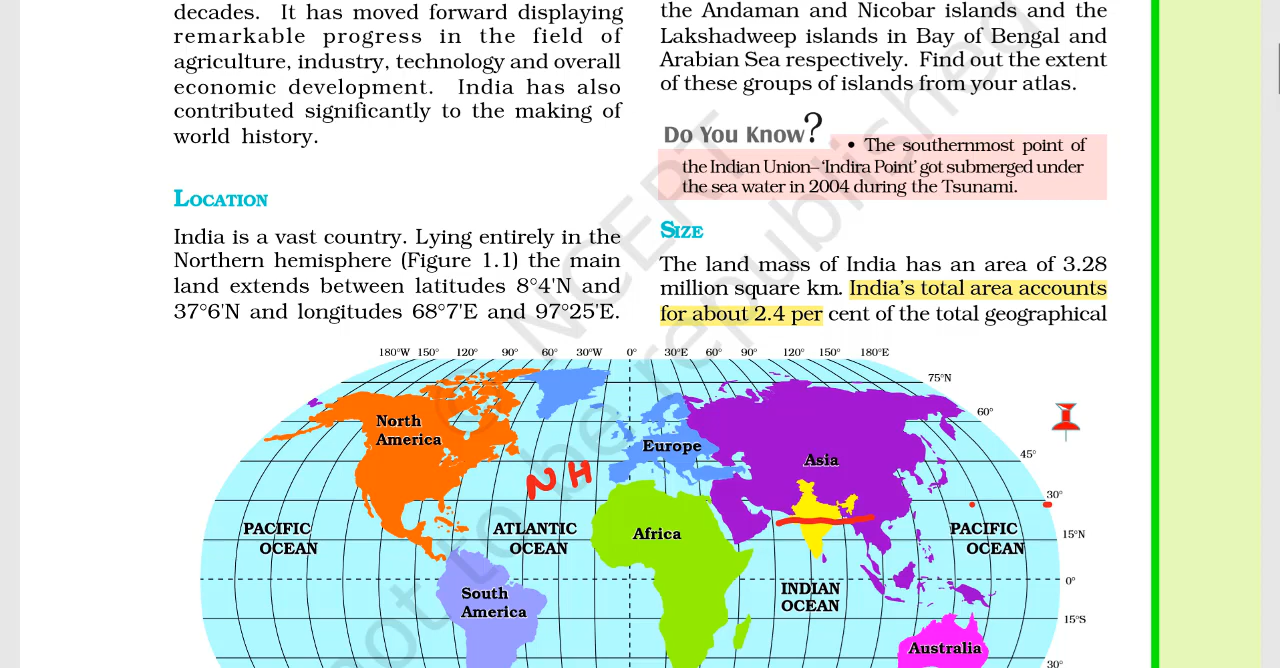 decades. It has moved forward displaying
remarkable progress in the field of
agriculture, industry, technology and overall
economic development. India has also
contributed significantly to the making of
world history.
LOCATION
India is a vast country. Lying entirely in the
Northern hemisphere (Figure 1.1) the main
land extends between latitudes 8°4'N and
37°6'N and longitudes 68°7'E and 97°25'E.
the Andaman and Nicobar islands and the
Lakshadweep islands in Bay of Bengal and
Arabian Sea respectively. Find out the extent
of these groups of islands from your atlas.
Do You Know?
• The southernmost point of
the Indian Union– 'Indira Point' got submerged under
the sea water in 2004 during the Tsunami.
SIZE
The land mass of India has an area of 3.28
million square km. India's total area accounts
for about 2.4 per cent of the total geographical
180°W 150° 120° 90° 60° 30°W 0° 30°E 60° 90° 120° 150° 180°E
75°N
60°
45°
30°
15°N
0°
15°S
30°
North
America
Europe
Asia
N H
PACIFIC
OCEAN
ATLANTIC
OCEAN
Africa
PACIFIC
OCEAN
INDIAN
OCEAN
South
America
Australia
© NCERT
not to be republished